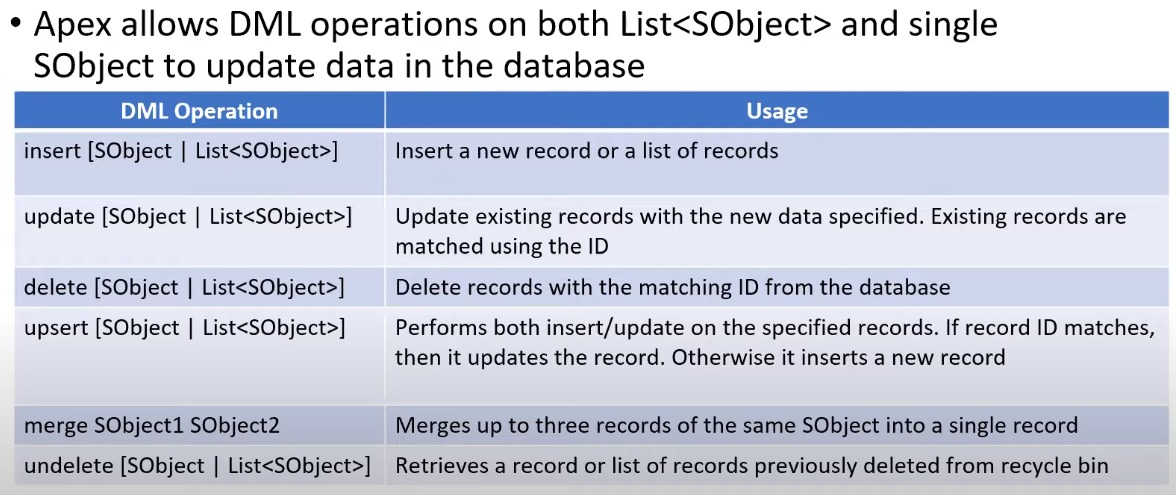 • Apex allows DML operations on both List<SObject> and single
SObject to update data in the database
DML Operation
Usage
insert [SObject | List<SObject>]
Insert a new record or a list of records
update [SObject | List<SObject>]
Update existing records with the new data specified. Existing records are
matched using the ID
delete [SObject | List<SObject>]
Delete records with the matching ID from the database
upsert [SObject | List<SObject>]
Performs both insert/update on the specified records. If record ID matches,
then it updates the record. Otherwise it inserts a new record
merge SObject1 SObject2
Merges up to three records of the same SObject into a single record
undelete [SObject | List<SObject>]
Retrieves a record or list of records previously deleted from recycle bin